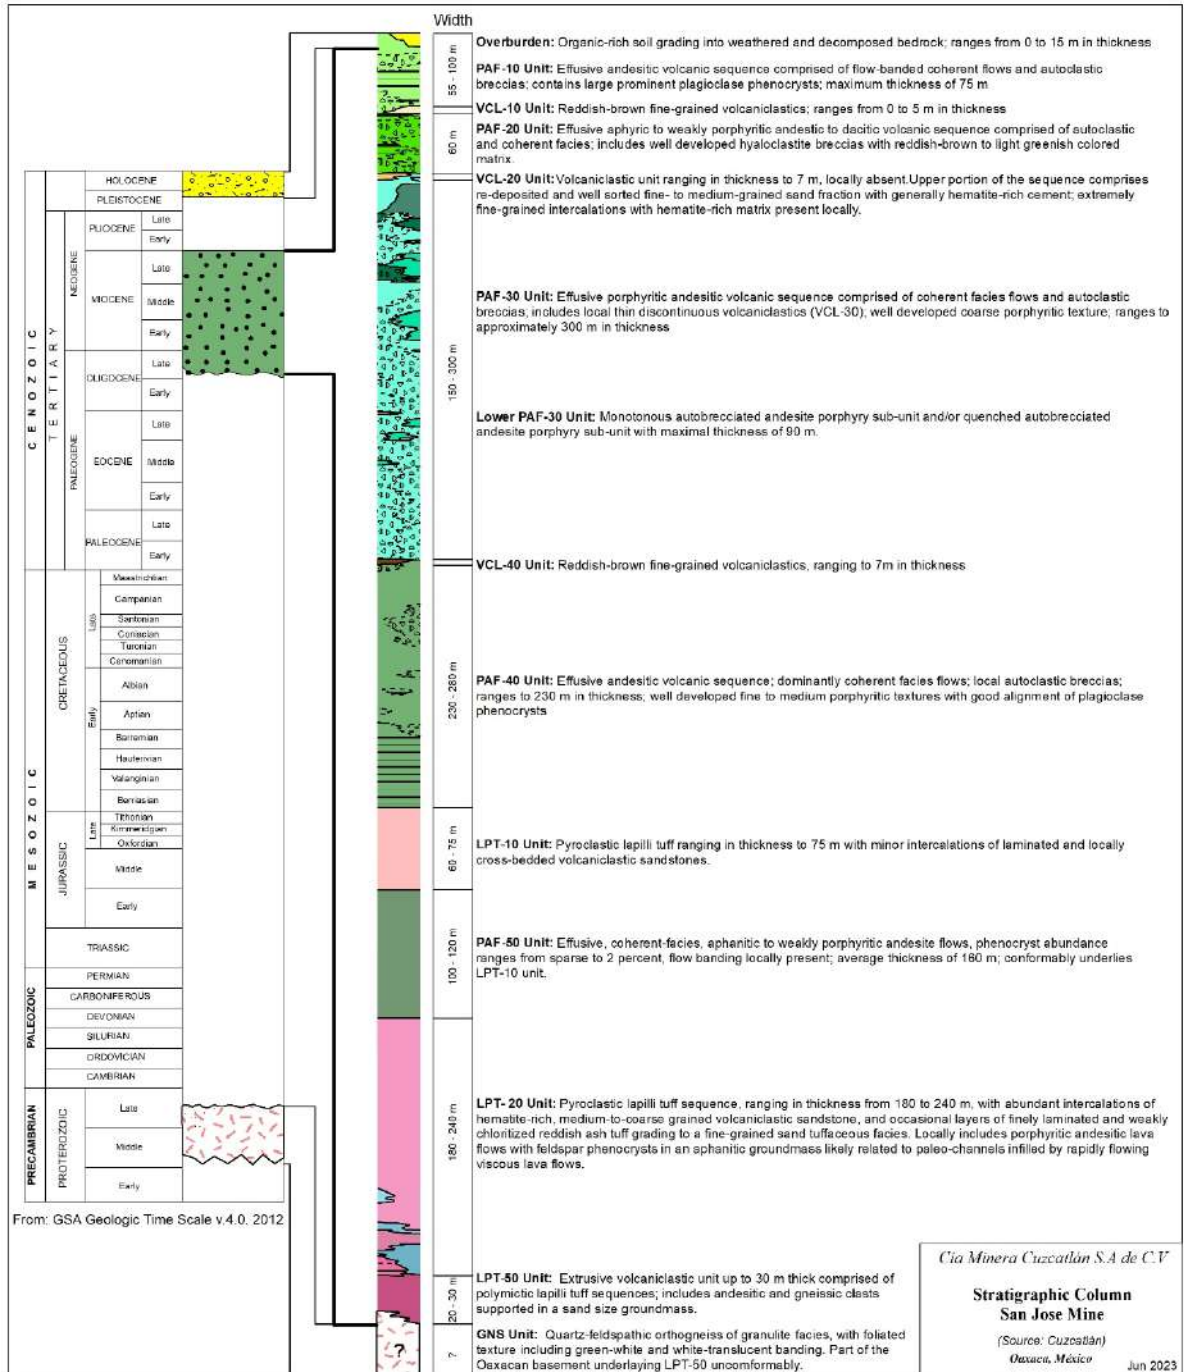 Width
Overburden: Organic-rich soil grading into weathered and decomposed bedrock; ranges from 0 to 15 m in thickness
55 - 100 m
PAF-10 Unit: Effusive andesitic volcanic sequence comprised of flow-banded coherent flows and autoclastic
breccias; contains large prominent plagioclase phenocrysts; maximum thickness of 75 m
VCL-10 Unit: Reddish-brown fine-grained volcaniclastics; ranges from 0 to 5 m in thickness
60 m
PAF-20 Unit: Effusive aphyric to weakly porphyritic andestic to dacitic volcanic sequence comprised of autoclastic
and coherent facies; includes well developed hyaloclastite breccias with reddish-brown to light greenish colored
matrix.
VCL-20 Unit: Volcaniclastic unit ranging in thickness to 7 m, locally absent.Upper portion of the sequence comprises
re-deposited and well sorted fine- to medium-grained sand fraction with generally hematite-rich cement; extremely
fine-grained intercalations with hematite-rich matrix present locally.
150 - 300 m
PAF-30 Unit: Effusive porphyritic andesitic volcanic sequence comprised of coherent facies flows and autoclastic
breccias; includes local thin discontinuous volcaniclastics (VCL-30); well developed coarse porphyritic texture; ranges to
approximately 300 m in thickness
Lower PAF-30 Unit: Monotonous autobrecciated andesite porphyry sub-unit and/or quenched autobrecciated
andesite porphyry sub-unit with maximal thickness of 90 m.
VCL-40 Unit: Reddish-brown fine-grained volcaniclastics, ranging to 7m in thickness
230 - 280 m
PAF-40 Unit: Effusive andesitic volcanic sequence; dominantly coherent facies flows; local autoclastic breccias;
ranges to 230 m in thickness; well developed fine to medium porphyritic textures with good alignment of plagioclase
phenocrysts
60 - 75 m
LPT-10 Unit: Pyroclastic lapilli tuff ranging in thickness to 75 m with minor intercalations of laminated and locally
cross-bedded volcaniclastic sandstones.
100 - 120 m
PAF-50 Unit: Effusive, coherent-facies, aphanitic to weakly porphyritic andesite flows, phenocryst abundance
ranges from sparse to 2 percent, flow banding locally present; average thickness of 160 m; conformably underlies
LPT-10 unit.
180 - 240 m
LPT- 20 Unit: Pyroclastic lapilli tuff sequence, ranging in thickness from 180 to 240 m, with abundant intercalations of
hematite-rich, medium-to-coarse grained volcaniclastic sandstone, and occasional layers of finely laminated and weakly
chloritized reddish ash tuff grading to a fine-grained sand tuffaceous facies. Locally includes porphyritic andesitic lava
flows with feldspar phenocrysts in an aphanitic groundmass likely related to paleo-channels infilled by rapidly flowing
viscous lava flows.
20 - 30 m
LPT-50 Unit: Extrusive volcaniclastic unit up to 30 m thick comprised of
polymictic lapilli tuff sequences; includes andesitic and gneissic clasts
supported in a sand size groundmass.
?
?
GNS Unit: Quartz-feldspathic orthogneiss of granulite facies, with foliated
texture including green-white and white-translucent banding. Part of the
Oaxacan basement underlaying LPT-50 uncomformably.
CENOZOIC
TERTIARY
HOLOCENE
PLEISTOCENE
NEOGENE
PLIOCENE
Late
Early
MIOCENE
Late
Middle
Early
PALEOGENE
OLIGOCENE
Late
Early
EOCENE
Late
Middle
Early
PALEOCENE
Late
Early
MESOZOIC
CRETACEOUS
Late
Maastrichtian
Campanian
Santonian
Coniacian
Turonian
Cenomanian
Early
Albian
Aptian
Barremian
Hauterivian
Valanginian
Berriasian
JURASSIC
Late
Tithonian
Kimmeridgian
Oxfordian
Middle
Early
TRIASSIC
PALEOZOIC
PERMIAN
CARBONIFEROUS
DEVONIAN
SILURIAN
ORDOVICIAN
CAMBRIAN
PRECAMBRIAN
PROTEROZOIC
Late
Middle
Early
From: GSA Geologic Time Scale v.4.0. 2012
Cia Minera Cuzcatlán S.A de C.V
Stratigraphic Column
San Jose Mine
(Source: Cuzcatlán)
Oaxaca, México
Jun 2023